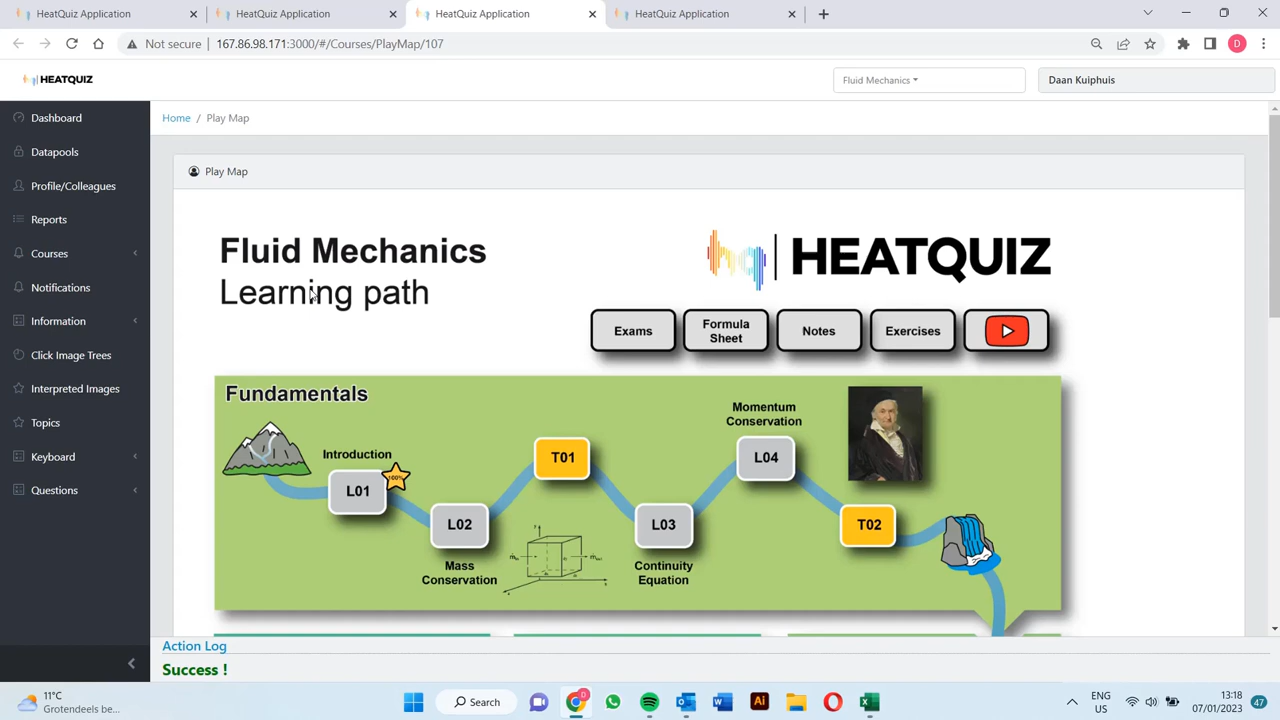 HeatQuiz Application
HeatQuiz Application
HeatQuiz Application
HeatQuiz Application
Not secure
167.86.98.171:3000/#/Courses/PlayMap/107
D
HEATQUIZ
Fluid Mechanics
Daan Kuiphuis
Dashboard
Datapools
Profile/Colleagues
Reports
Courses
Notifications
Information
Click Image Trees
Interpreted Images
Topics
Keyboard
Questions
Home / Play Map
Play Map
Fluid Mechanics
Learning path
HEATQUIZ
Exams
Formula
Sheet
Notes
Exercises
Fundamentals
Introduction
L01
100%
L02
Mass
Conservation
T01
L03
Continuity
Equation
Momentum
Conservation
L04
T02
Action Log
Success !
11°C
Grotendeels be...
Search
Ai
ENG
US
13:18
07/01/2023
47